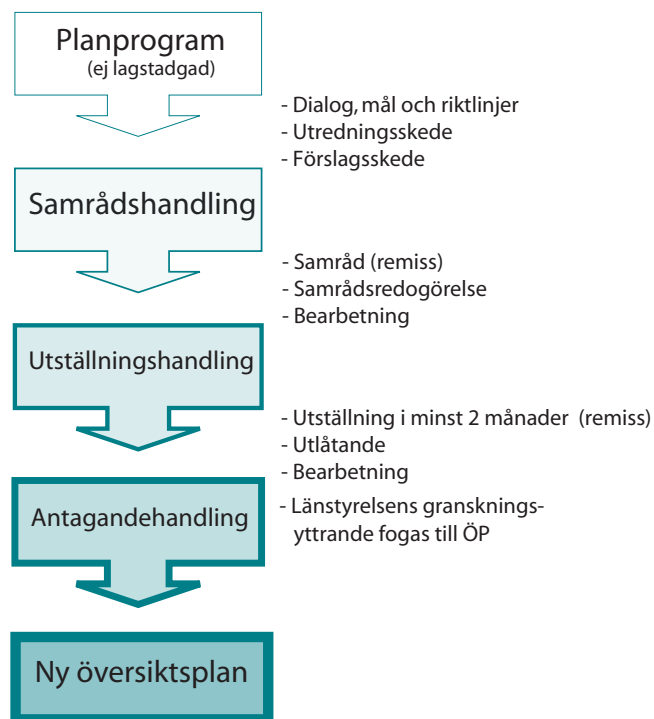 Planprogram
(ej lagstadgad)
- Dialog, mål och riktlinjer
- Utredningsskede
- Förslagsskede
Samrådshandling
- Samråd (remiss)
- Samrådsredogörelse
- Bearbetning
Utställningshandling
- Utställning i minst 2 månader (remiss)
- Utlåtande
- Bearbetning
Antagandehandling
- Länstyrelsens gransknings-
yttrande fogas till ÖP
Ny översiktsplan